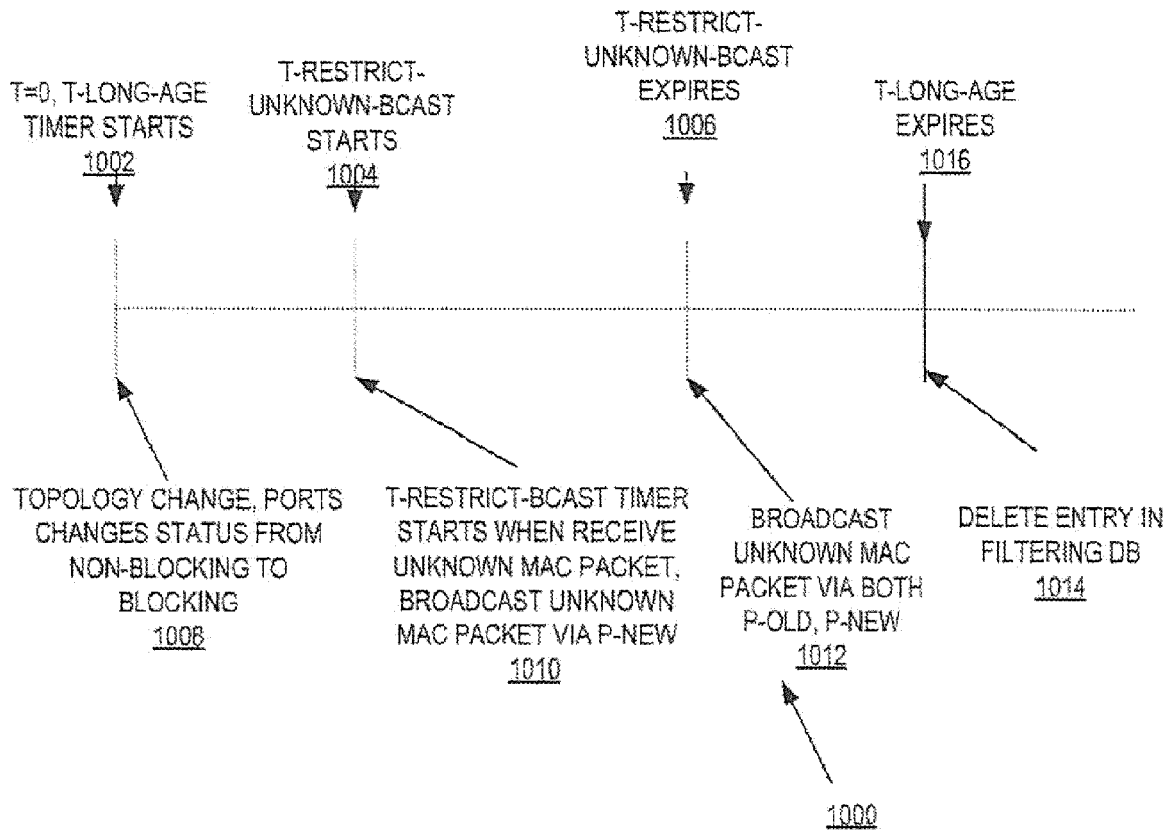 T=0, T-LONG-AGE
TIMER STARTS
1002
T-RESTRICT-
UNKNOWN-BCAST
STARTS
1004
T-RESTRICT-
UNKNOWN-BCAST
EXPIRES
1006
T-LONG-AGE
EXPIRES
1016
TOPOLOGY CHANGE, PORTS
CHANGES STATUS FROM
NON-BLOCKING TO
BLOCKING
1008
T-RESTRICT-BCAST TIMER
STARTS WHEN RECEIVE
UNKNOWN MAC PACKET,
BROADCAST UNKNOWN
MAC PACKET VIA P-NEW
1010
BROADCAST
UNKNOWN MAC
PACKET VIA BOTH
P-OLD, P-NEW
1012
DELETE ENTRY IN
FILTERING DB
1014
1000